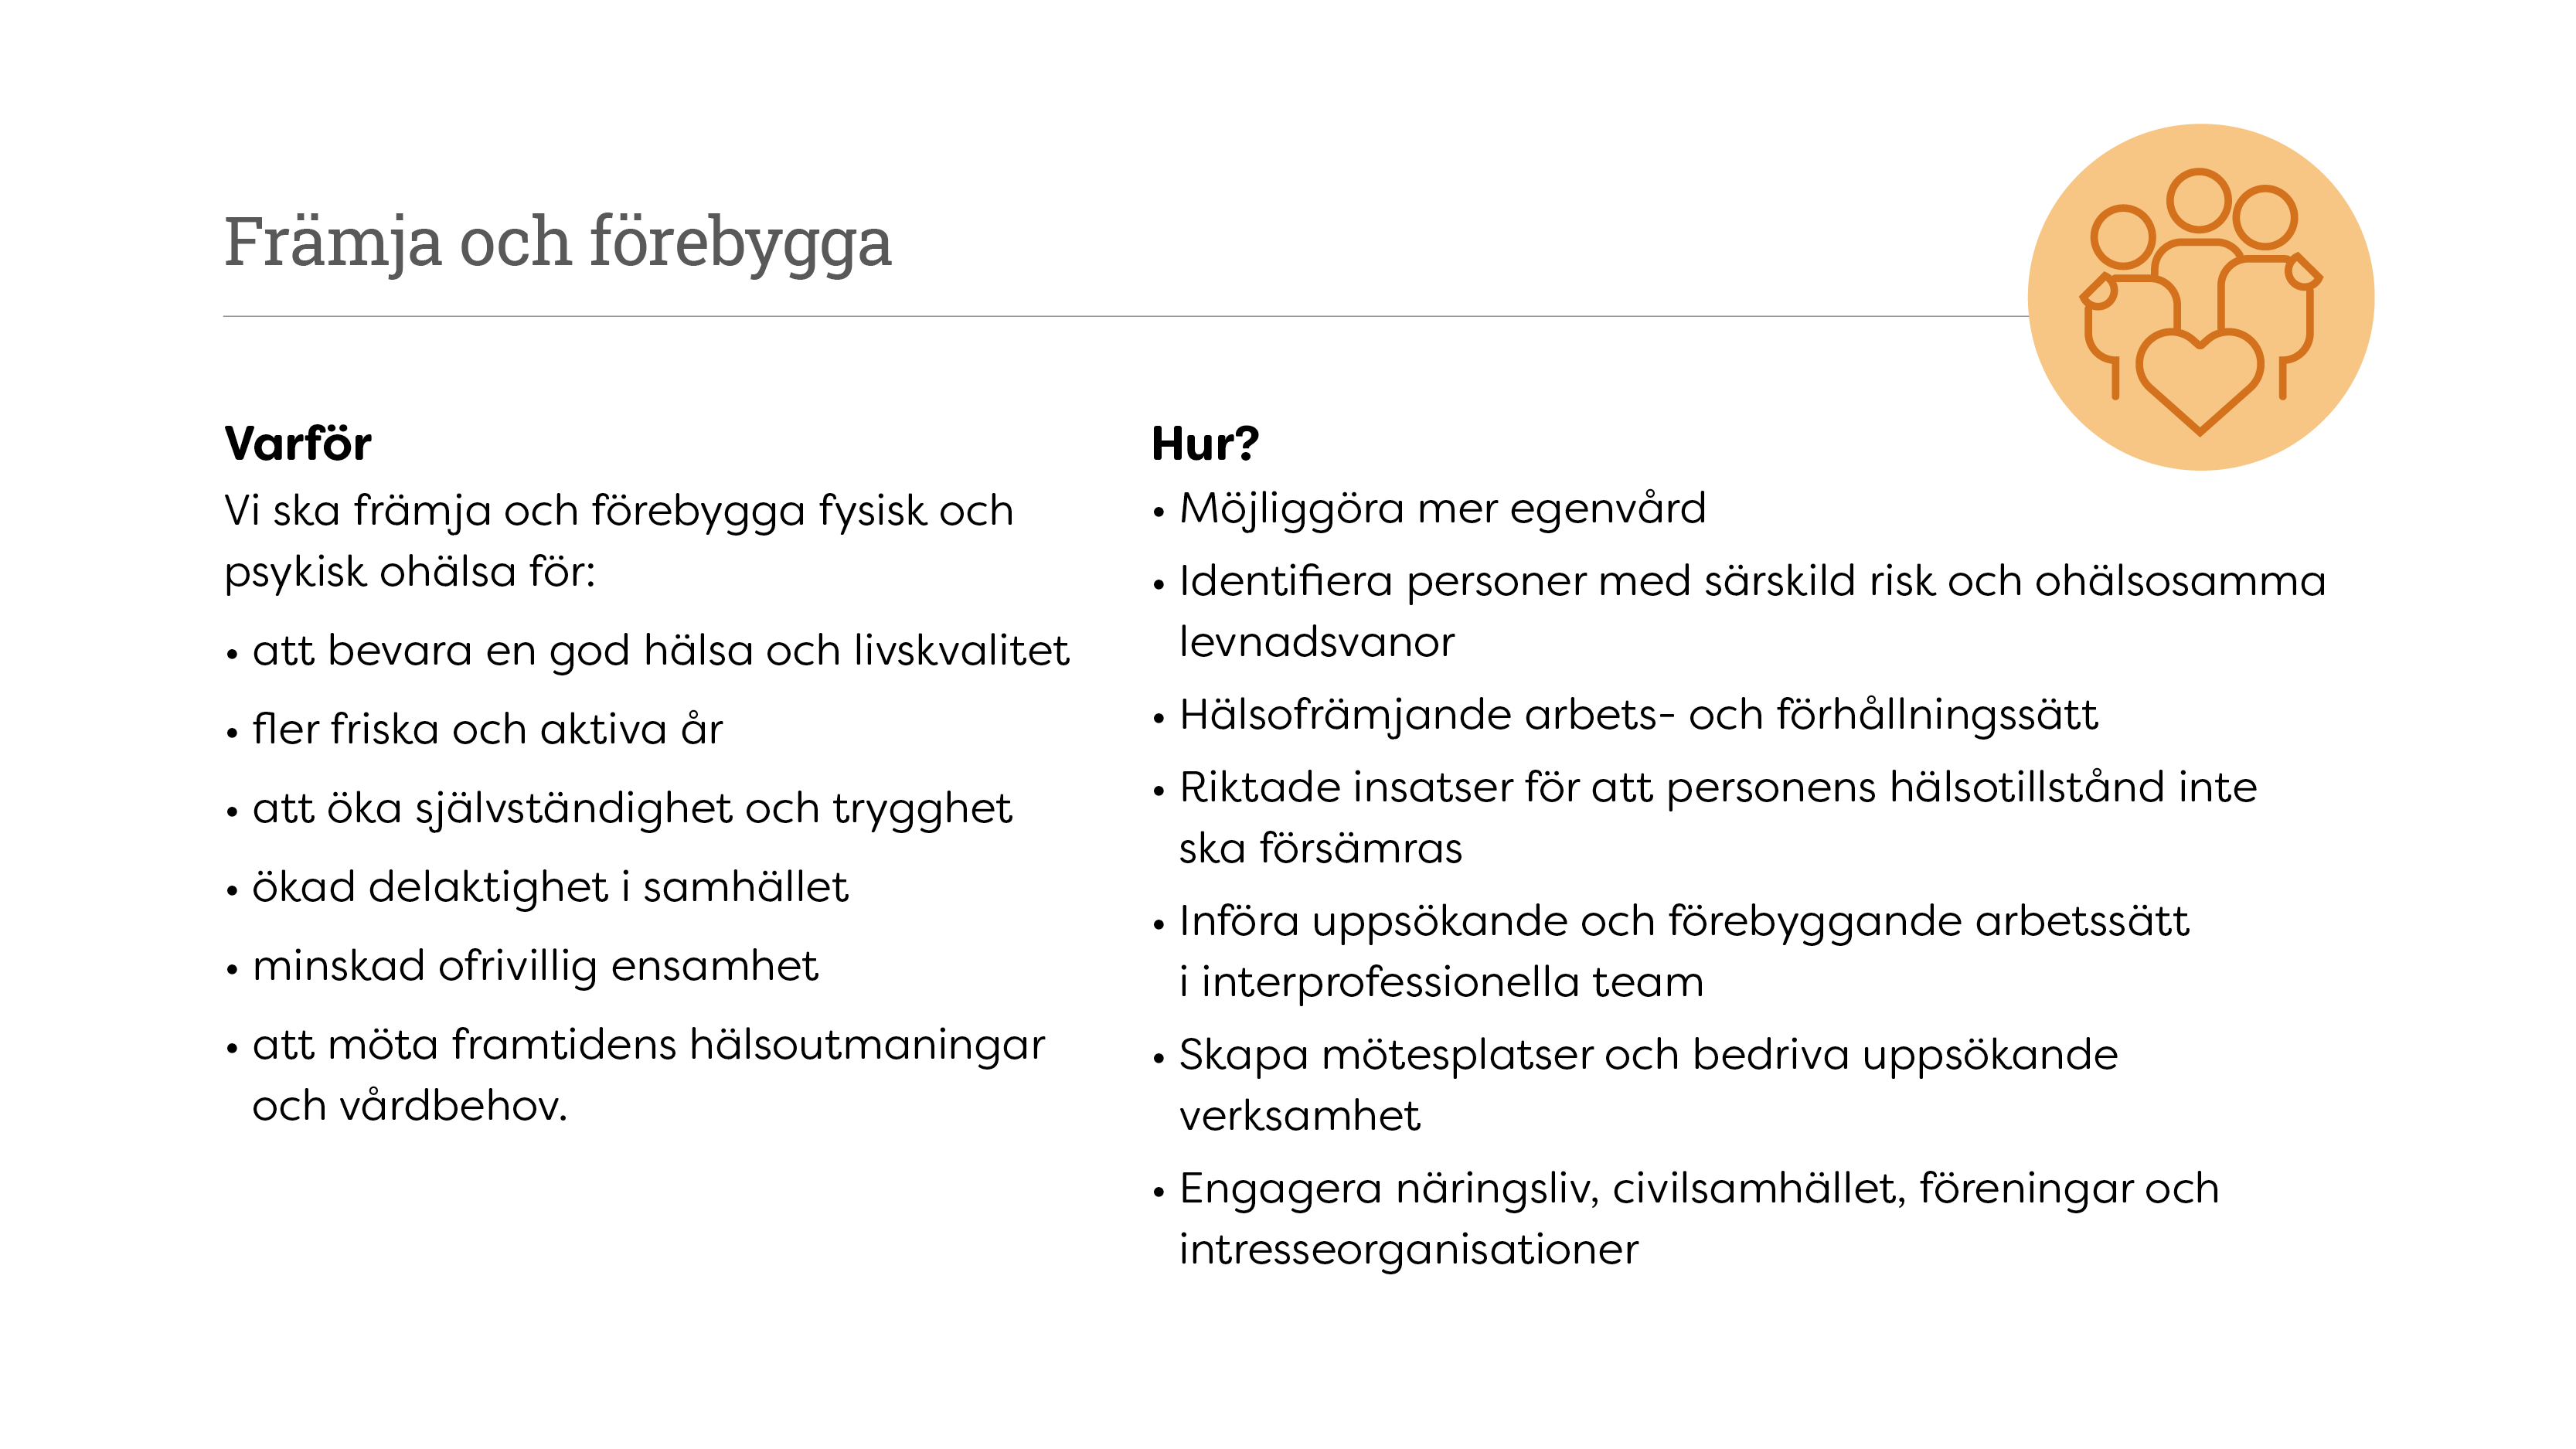 Främja och förebygga
Varför
Vi ska främja och förebygga fysisk och
psykisk ohälsa för:
• att bevara en god hälsa och livskvalitet
• fler friska och aktiva år
• att öka självständighet och trygghet
• ökad delaktighet i samhället
• minskad ofrivillig ensamhet
• att möta framtidens hälsoutmaningar
och vårdbehov.
Hur?
• Möjliggöra mer egenvård
• Identifiera personer med särskild risk och ohälsosamma
levnadsvanor
• Hälsofrämjande arbets- och förhållningssätt
• Riktade insatser för att personens hälsotillstånd inte
ska försämras
• Införa uppsökande och förebyggande arbetssätt
i interprofessionella team
• Skapa mötesplatser och bedriva uppsökande
verksamhet
• Engagera näringsliv, civilsamhället, föreningar och
intresseorganisationer